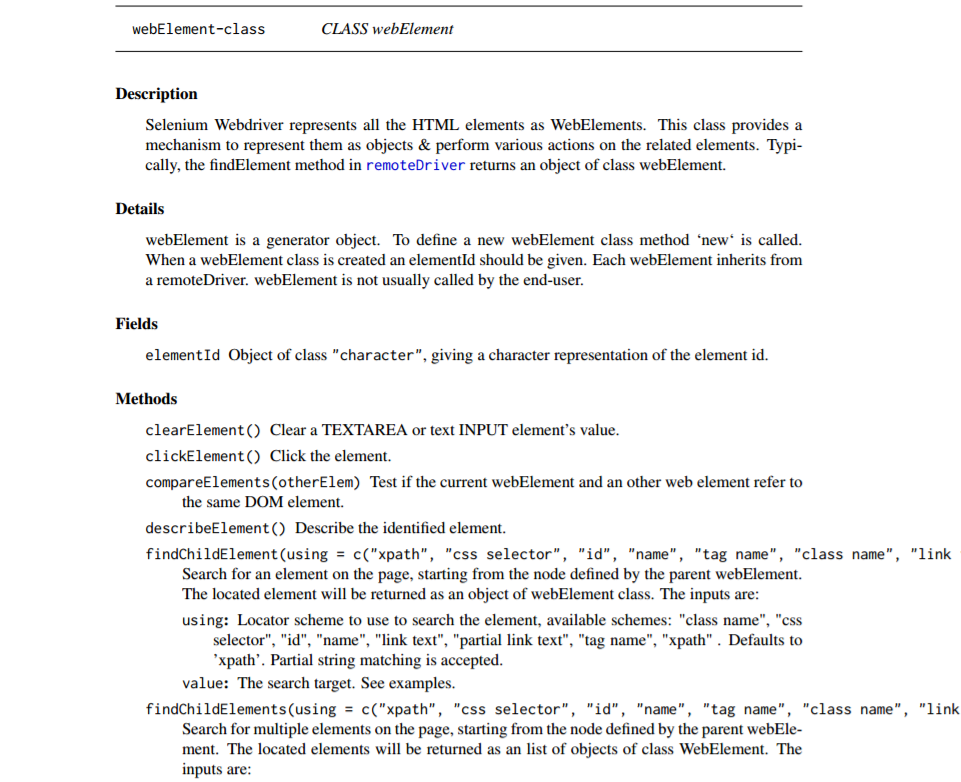 webElement-class CLASS webElement
Description
Selenium Webdriver represents all the HTML elements as WebElements. This class provides a
mechanism to represent them as objects & perform various actions on the related elements. Typi-
cally, the findElement method in remoteDriver returns an object of class webElement.
Details
webElement is a generator object. To define a new webElement class method ‘new‘ is called.
When a webElement class is created an elementId should be given. Each webElement inherits from
a remoteDriver. webElement is not usually called by the end-user.
Fields
elementId Object of class "character", giving a character representation of the element id.
Methods
clearElement() Clear a TEXTAREA or text INPUT element’s value.
clickElement() Click the element.
compareElements(otherElem) Test if the current webElement and an other web element refer to
the same DOM element.
describeElement() Describe the identified element.
findChildElement(using = c("xpath", "css selector", "id", "name", "tag name", "class name", "link
Search for an element on the page, starting from the node defined by the parent webElement.
The located element will be returned as an object of webElement class. The inputs are:
using: Locator scheme to use to search the element, available schemes: "class name", "css
selector", "id", "name", "link text", "partial link text", "tag name", "xpath" . Defaults to
’xpath’. Partial string matching is accepted.
value: The search target. See examples.
findChildElements(using = c("xpath", "css selector", "id", "name", "tag name", "class name", "link
Search for multiple elements on the page, starting from the node defined by the parent webEle-
ment. The located elements will be returned as an list of objects of class WebElement. The
inputs are: